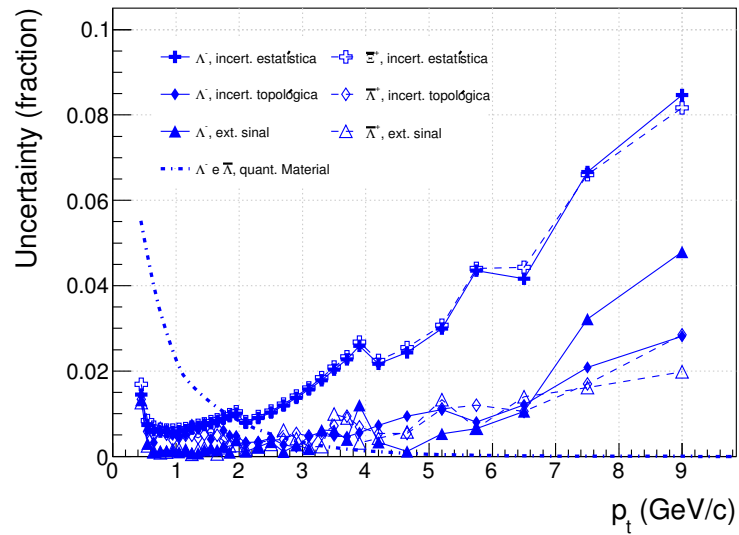 Uncertainty (fraction)
0.1
0.08
0.06
0.04
0.02
0
Λ⁻, incert. estatística
Ξ̅⁺, incert. estatística
Λ⁻, incert. topológica
Λ̅⁺, incert. topológica
Λ⁻, ext. sinal
Λ̅⁺, ext. sinal
Λ⁻ e Λ̅, quant. Material
0 1 2 3 4 5 6 7 8 9
pₜ (GeV/c)